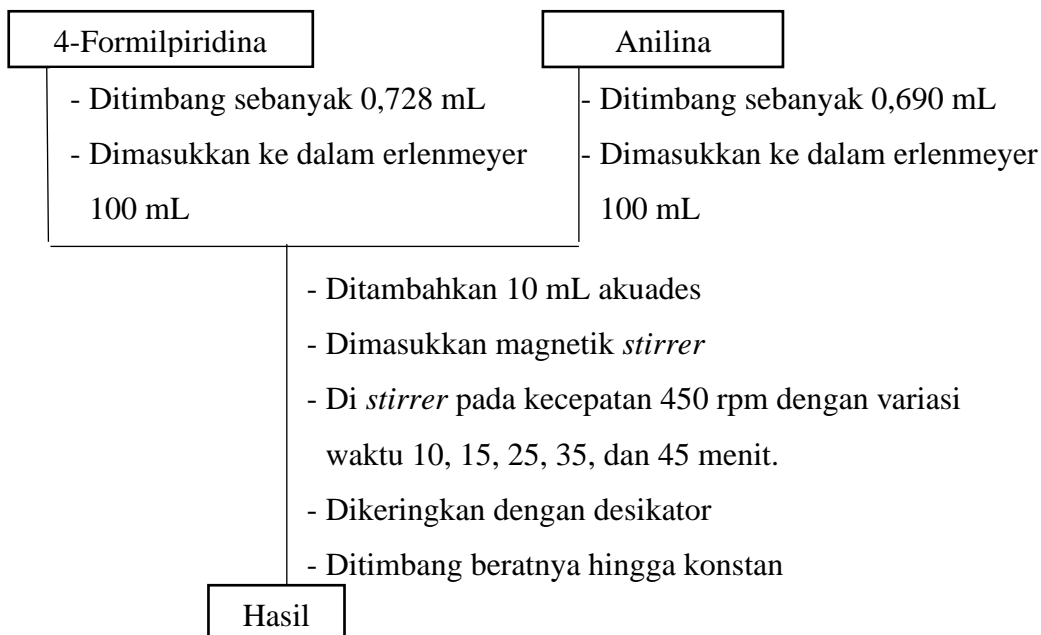 4-Formilpiridina
Anilina
- Ditimbang sebanyak 0,728 mL
- Dimasukkan ke dalam erlenmeyer
100 mL
- Ditimbang sebanyak 0,690 mL
- Dimasukkan ke dalam erlenmeyer
100 mL
- Ditambahkan 10 mL akuades
- Dimasukkan magnetik stirrer
- Di stirrer pada kecepatan 450 rpm dengan variasi
waktu 10, 15, 25, 35, dan 45 menit.
- Dikeringkan dengan desikator
- Ditimbang beratnya hingga konstan
Hasil